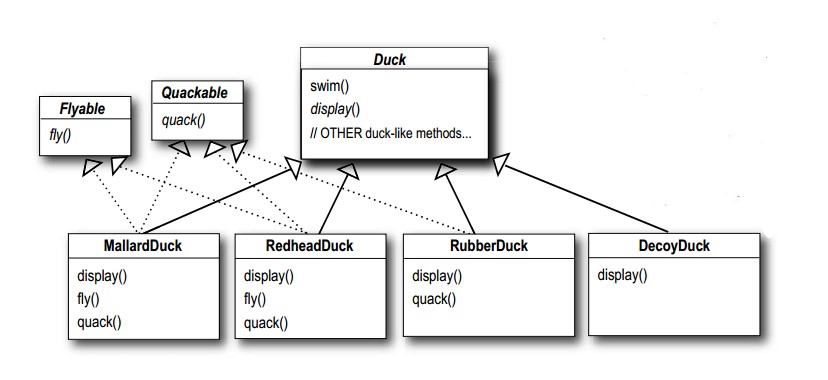 Duck
swim()
display()
// OTHER duck-like methods...
Quackable
quack()
Flyable
fly()
MallardDuck
display()
fly()
quack()
RedheadDuck
display()
fly()
quack()
RubberDuck
display()
quack()
DecoyDuck
display()